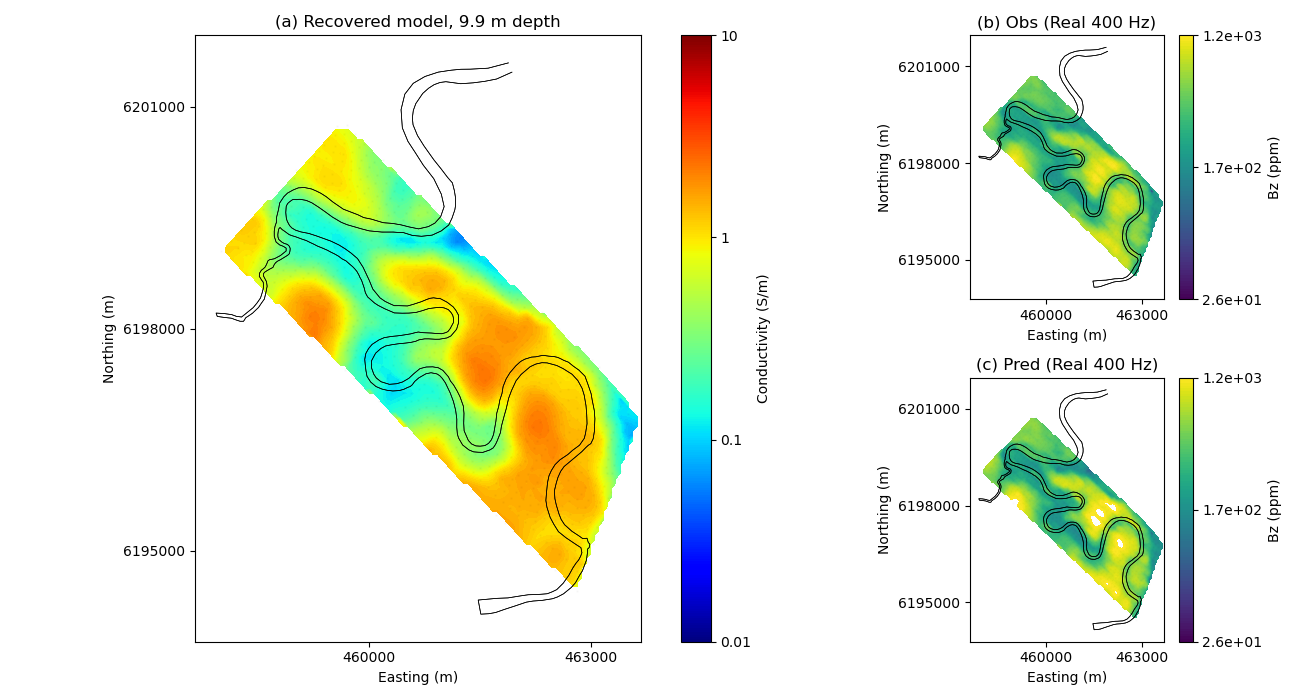 (a) Recovered model, 9.9 m depth
6201000
6198000
6195000
Northing (m)
460000
463000
Easting (m)
10
1
0.1
0.01
Conductivity (S/m)
(b) Obs (Real 400 Hz)
6201000
6198000
6195000
Northing (m)
460000
463000
Easting (m)
1.2e+03
1.7e+02
2.6e+01
Bz (ppm)
(c) Pred (Real 400 Hz)
6201000
6198000
6195000
Northing (m)
460000
463000
Easting (m)
1.2e+03
1.7e+02
2.6e+01
Bz (ppm)